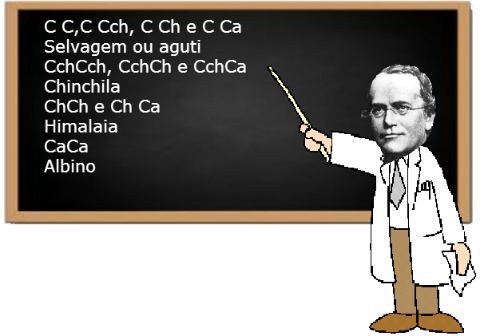 C C,C Cch, C Ch e C Ca
Selvagem ou aguti
CchCch, CchCh e CchCa
Chinchila
ChCh e Ch Ca
Himalaia
CaCa
Albino